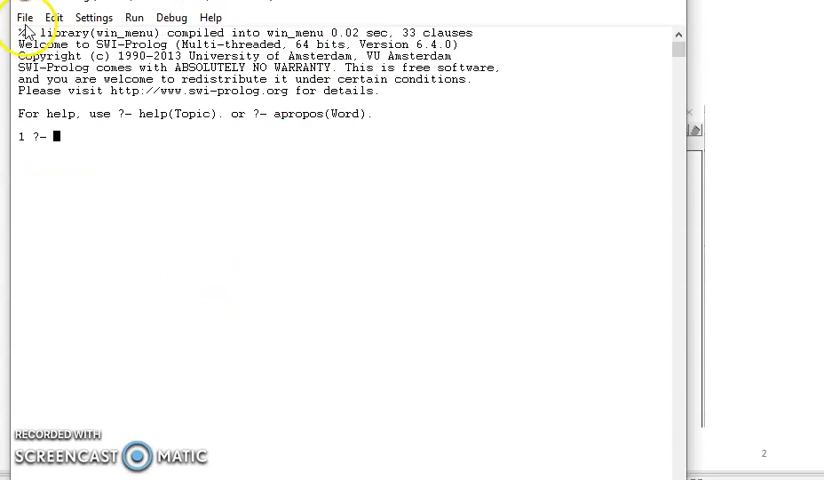 File Edit Settings Run Debug Help
library(win_menu) compiled into win_menu 0.02 sec, 33 clauses
Welcome to SWI-Prolog (Multi-threaded, 64 bits, Version 6.4.0)
Copyright (c) 1990-2013 University of Amsterdam, VU Amsterdam
SWI-Prolog comes with ABSOLUTELY NO WARRANTY. This is free software,
and you are welcome to redistribute it under certain conditions.
Please visit http://www.swi-prolog.org for details.
For help, use ?- help(Topic). or ?- apropos(Word).
1 ?-
RECORDED WITH
SCREENCAST MATIC
2